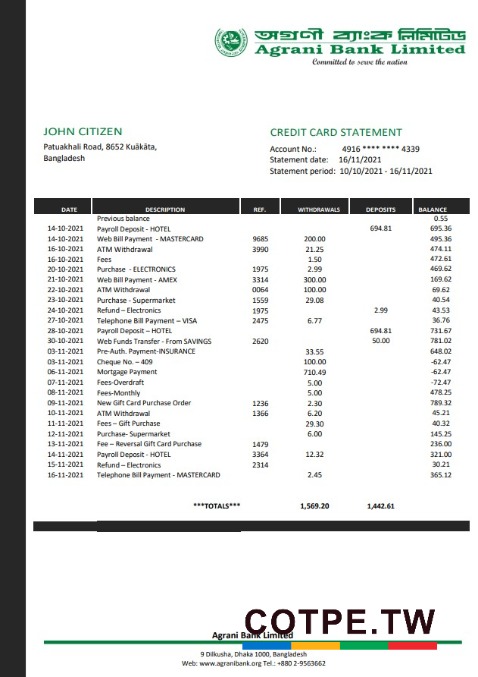 অগ্রণী ব্যাংক লিমিটেড
Agrani Bank Limited
Committed to serve the nation
JOHN CITIZEN
Patuakhali Road, 8652 Kuākāta,
Bangladesh
CREDIT CARD STATEMENT
Account No.: 4916 **** **** 4339
Statement date: 16/11/2021
Statement period: 10/10/2021 - 16/11/2021
DATE DESCRIPTION REF. WITHDRAWALS DEPOSITS BALANCE
Previous balance 0.55
14-10-2021 Payroll Deposit - HOTEL 694.81 695.36
14-10-2021 Web Bill Payment - MASTERCARD 9685 200.00 495.36
16-10-2021 ATM Withdrawal 3990 21.25 474.11
16-10-2021 Fees 1.50 472.61
20-10-2021 Purchase - ELECTRONICS 1975 2.99 469.62
21-10-2021 Web Bill Payment - AMEX 3314 300.00 169.62
22-10-2021 ATM Withdrawal 0064 100.00 69.62
23-10-2021 Purchase - Supermarket 1559 29.08 40.54
24-10-2021 Refund – Electronics 1975 2.99 43.53
27-10-2021 Telephone Bill Payment – VISA 2475 6.77 36.76
28-10-2021 Payroll Deposit – HOTEL 694.81 731.67
30-10-2021 Web Funds Transfer - From SAVINGS 2620 50.00 781.02
03-11-2021 Pre-Auth. Payment-INSURANCE 33.55 648.02
03-11-2021 Cheque No. – 409 100.00 -62.47
06-11-2021 Mortgage Payment 710.49 -62.47
07-11-2021 Fees-Overdraft 5.00 -72.47
08-11-2021 Fees-Monthly 5.00 478.25
09-11-2021 New Gift Card Purchase Order 1236 2.30 789.32
10-11-2021 ATM Withdrawal 1366 6.20 45.21
11-11-2021 Fees – Gift Purchase 29.30 40.32
12-11-2021 Purchase- Supermarket 6.00 145.25
13-11-2021 Fee – Reversal Gift Card Purchase 1479 236.00
14-11-2021 Payroll Deposit - HOTEL 3364 12.32 321.00
15-11-2021 Refund – Electronics 2314 30.21
16-11-2021 Telephone Bill Payment - MASTERCARD 2.45 365.12
***TOTALS*** 1,569.20 1,442.61
COTPE.TW
Agrani Bank Limited
9 Dilkusha, Dhaka 1000, Bangladesh
Web: www.agranibank.org Tel.: +880 2-9563662